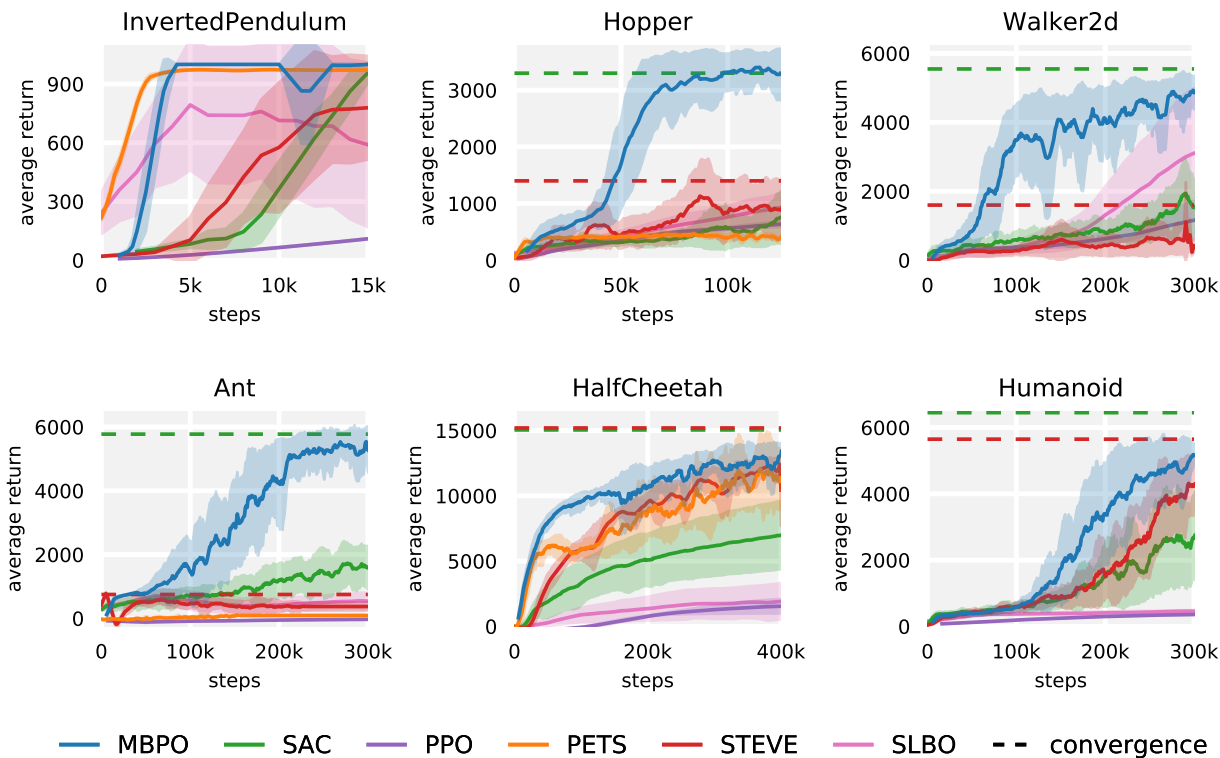 InvertedPendulum
average return
900
600
300
0
0 5k 10k 15k
steps
Hopper
average return
3000
2000
1000
0
0 50k 100k
steps
Walker2d
average return
6000
4000
2000
0
0 100k 200k 300k
steps
Ant
average return
6000
4000
2000
0
0 100k 200k 300k
steps
HalfCheetah
average return
15000
10000
5000
0
0 200k 400k
steps
Humanoid
average return
6000
4000
2000
0
0 100k 200k 300k
steps
MBPO SAC PPO PETS STEVE SLBO convergence